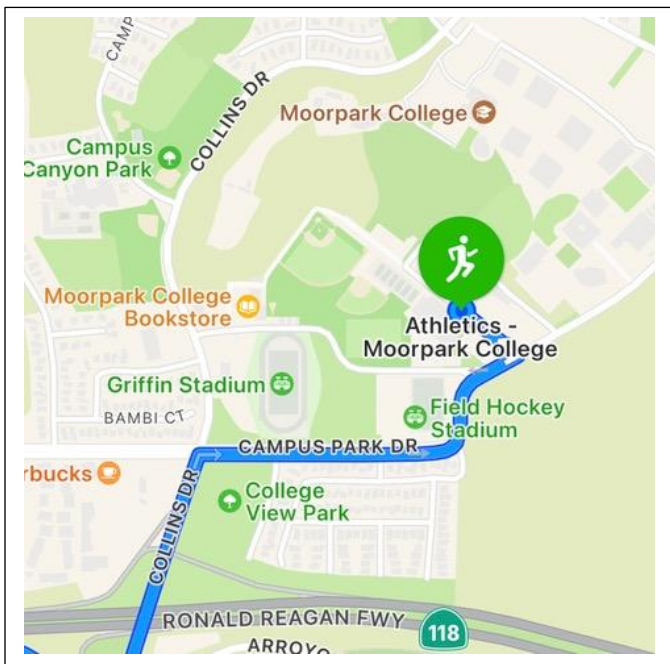 CAMP
COLLINS DR
Moorpark College
Campus
Canyon Park
Moorpark College
Bookstore
Athletics -
Moorpark College
Griffin Stadium
BAMBI CT
Field Hockey
Stadium
CAMPUS PARK DR
rbucks
College
View Park
COLLINS DR
RONALD REAGAN FWY
118
ARROYO